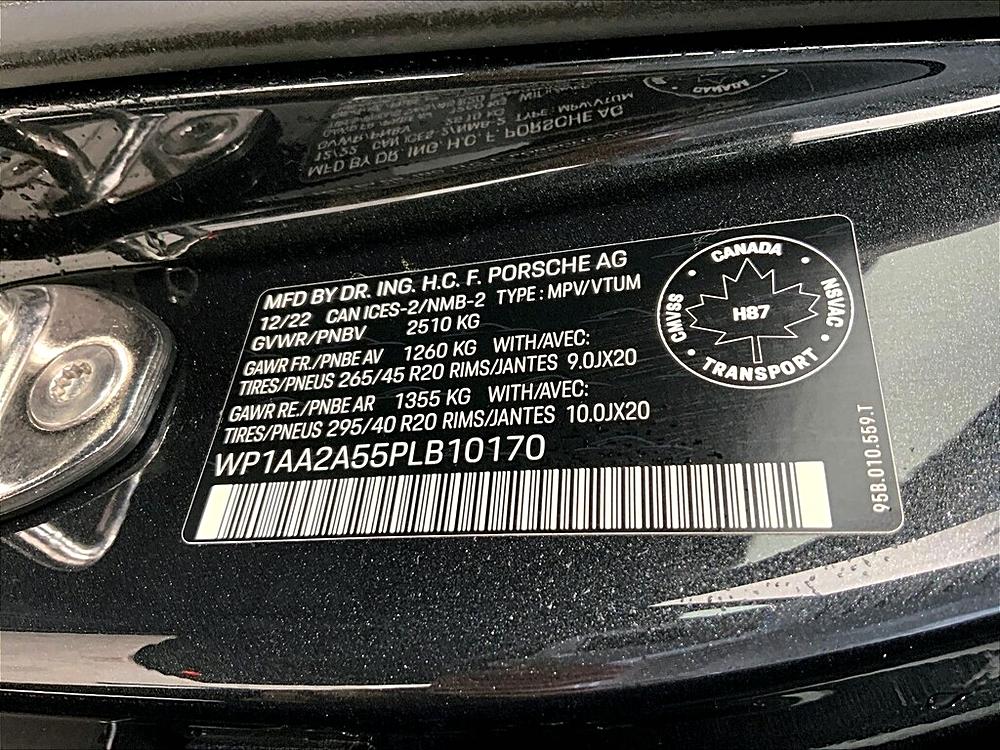 MFD BY DR. ING. H.C. F. PORSCHE AG
12/22 CAN ICES-2/NMB-2 TYPE : MPV/VTUM
GVWR/PNBV 2510 KG
GAWR FR./PNBE AV 1260 KG WITH/AVEC:
TIRES/PNEUS 265/45 R20 RIMS/JANTES 9.0JX20
GAWR RE./PNBE AR 1355 KG WITH/AVEC:
TIRES/PNEUS 295/40 R20 RIMS/JANTES 10.0JX20
WP1AA2A55PLB10170
CANADA
CMVSS
H87
NSVAC
TRANSPORT
95B.010.559.T